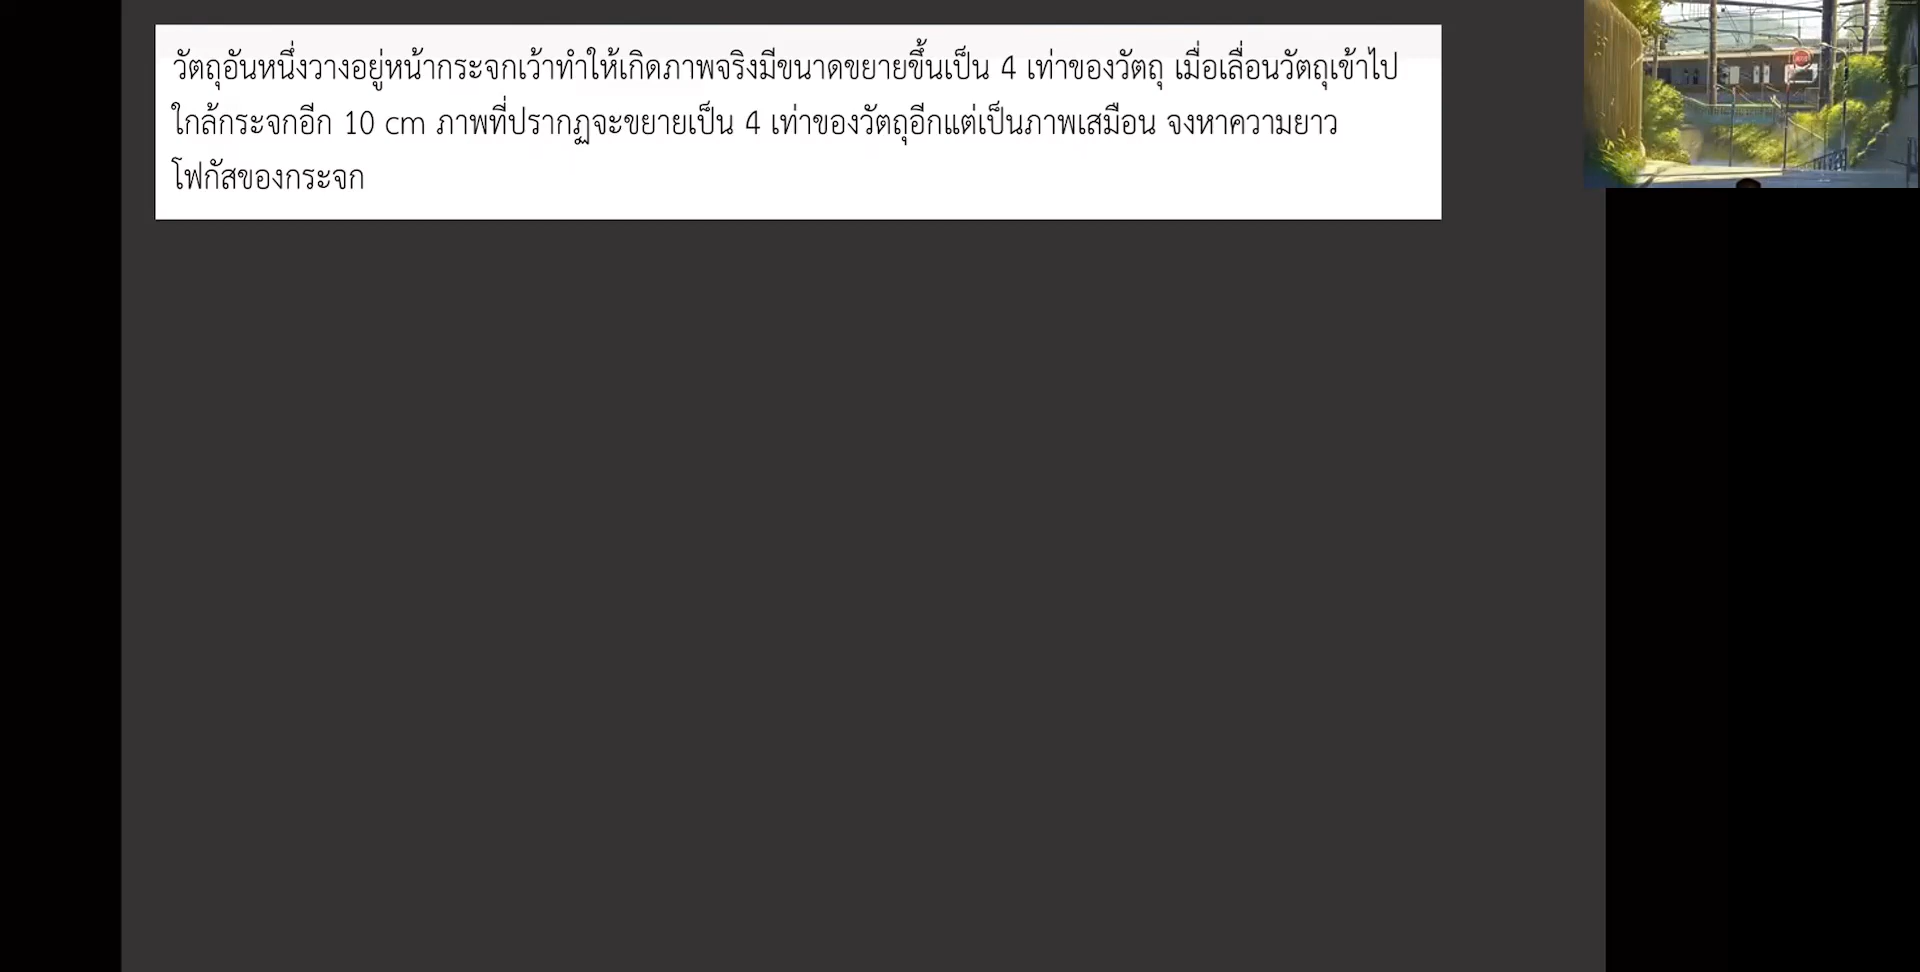 วัตถุอันหนึ่งวางอยู่หน้ากระจกเว้าทำให้เกิดภาพจริงมีขนาดขยายขึ้นเป็น 4 เท่าของวัตถุ เมื่อเลื่อนวัตถุเข้าไป
ใกล้กระจกอีก 10 cm ภาพที่ปรากฏจะขยายเป็น 4 เท่าของวัตถุอีกแต่เป็นภาพเสมือน จงหาความยาว
โฟกัสของกระจก